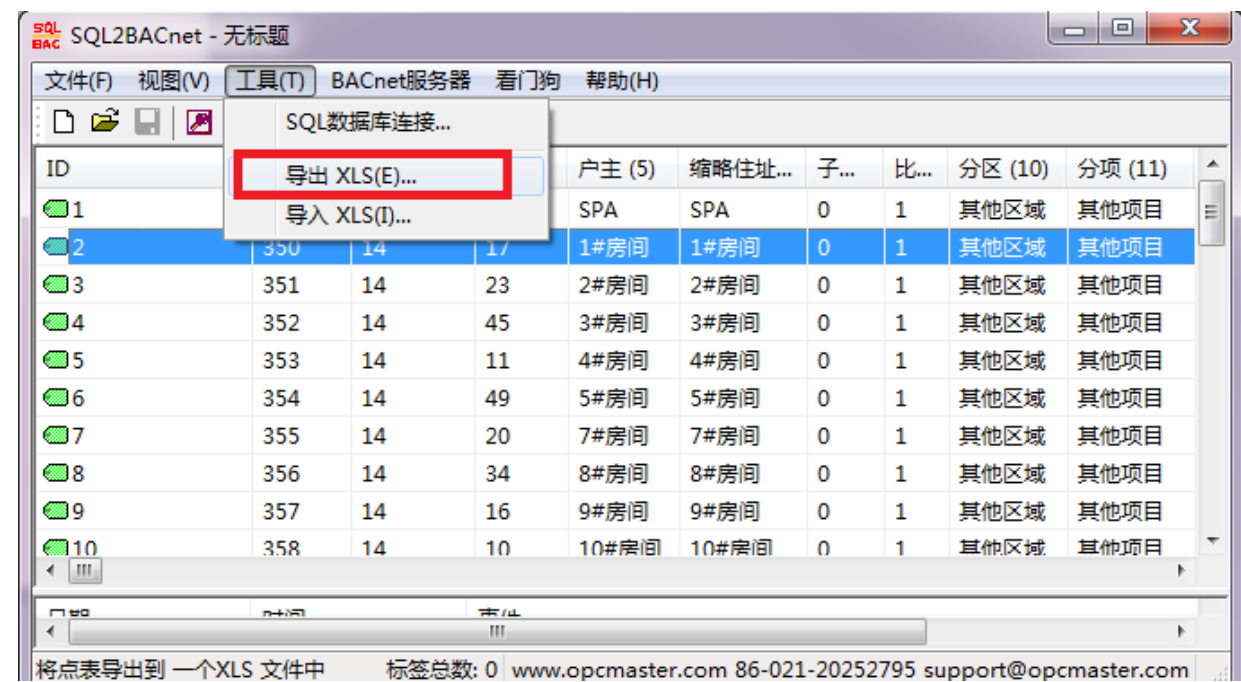 SQL
BAC SQL2BACnet - 无标题
文件(F) 视图(V) 工具(T) BACnet服务器 看门狗 帮助(H)
SQL数据库连接...
导出 XLS(E)...
导入 XLS(I)...
ID 户主 (5) 缩略住址... 子... 比... 分区 (10) 分项 (11)
1 SPA SPA 0 1 其他区域 其他项目
2 350 14 17 1#房间 1#房间 0 1 其他区域 其他项目
3 351 14 23 2#房间 2#房间 0 1 其他区域 其他项目
4 352 14 45 3#房间 3#房间 0 1 其他区域 其他项目
5 353 14 11 4#房间 4#房间 0 1 其他区域 其他项目
6 354 14 49 5#房间 5#房间 0 1 其他区域 其他项目
7 355 14 20 7#房间 7#房间 0 1 其他区域 其他项目
8 356 14 34 8#房间 8#房间 0 1 其他区域 其他项目
9 357 14 16 9#房间 9#房间 0 1 其他区域 其他项目
10 358 14 10 10#房间 10#房间 0 1 其他区域 其他项目
日期 时间 事件
将点表导出到 一个XLS 文件中 标签总数: 0 www.opcmaster.com 86-021-20252795 support@opcmaster.com